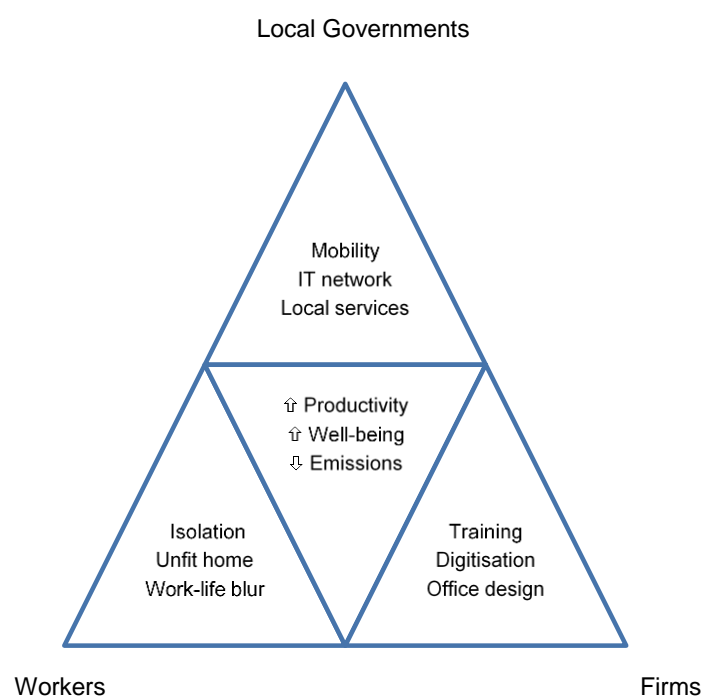 Local Governments
Mobility
IT network
Local services
⇧ Productivity
⇧ Well-being
⇩ Emissions
Isolation
Unfit home
Work-life blur
Training
Digitisation
Office design
Workers
Firms